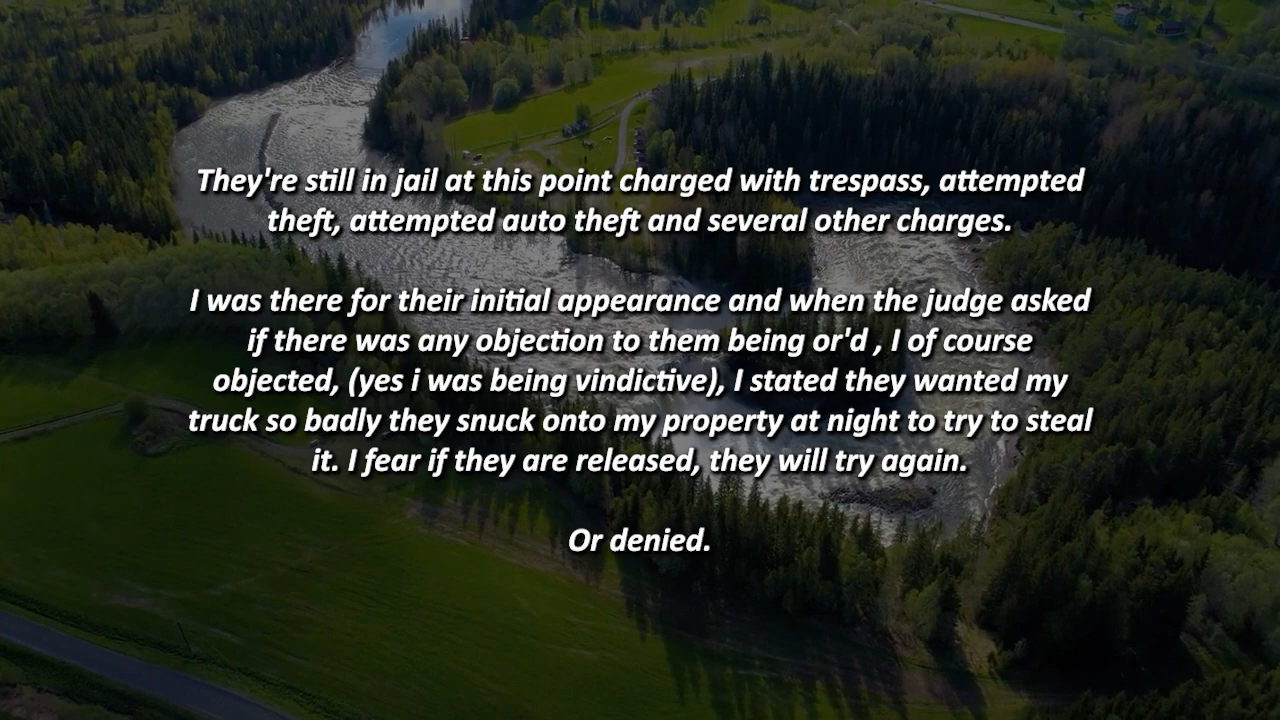 They're still in jail at this point charged with trespass, attempted
theft, attempted auto theft and several other charges.
I was there for their initial appearance and when the judge asked
if there was any objection to them being or'd , I of course
objected, (yes i was being vindictive), I stated they wanted my
truck so badly they snuck onto my property at night to try to steal
it. I fear if they are released, they will try again.
Or denied.